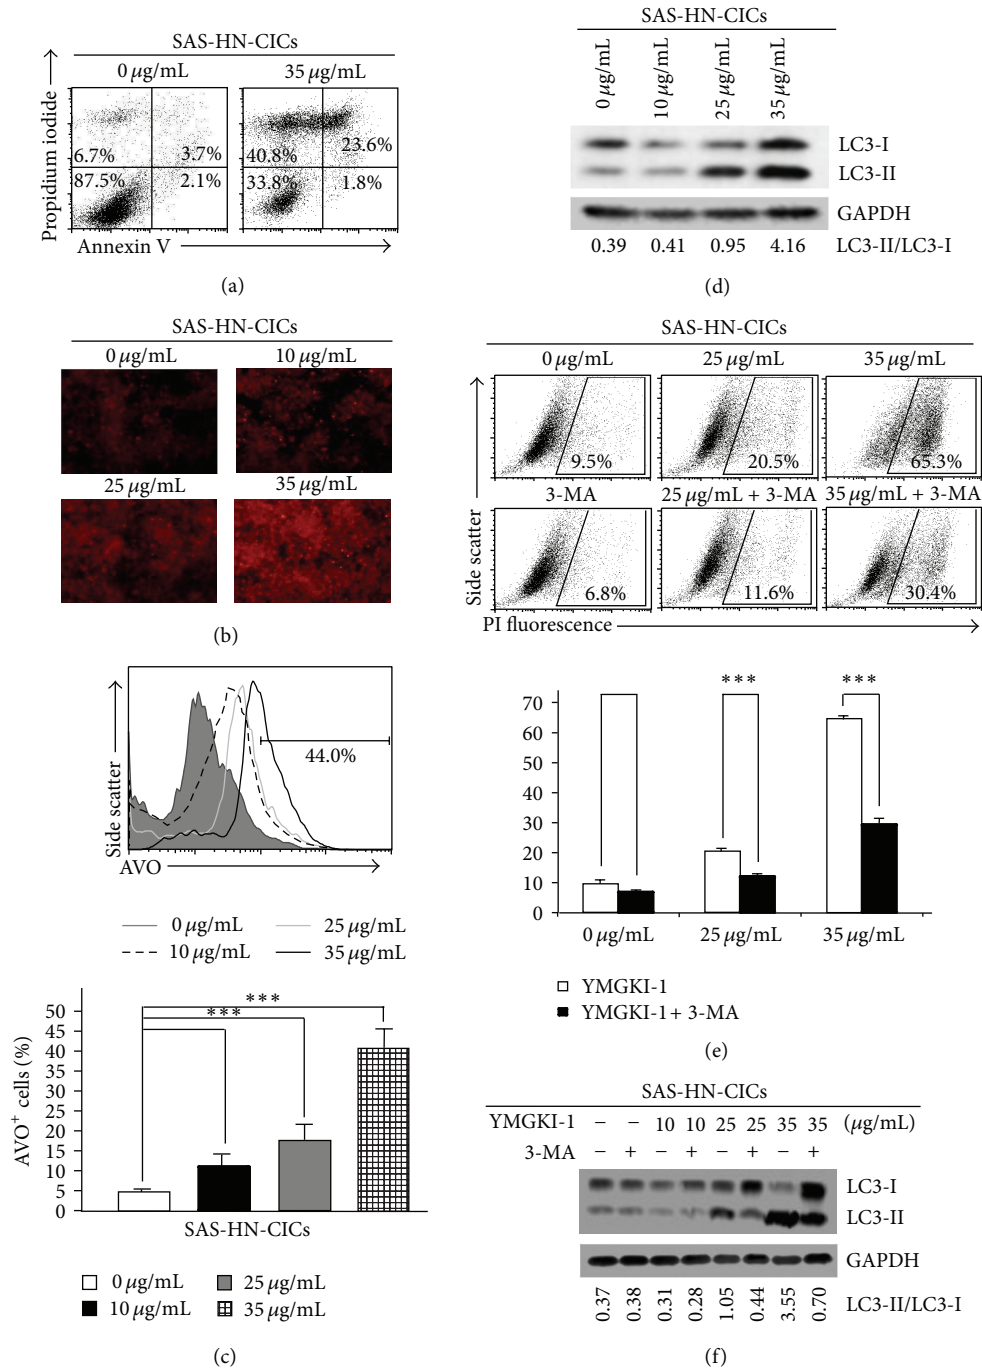 SAS-HN-CICs
0 μg/mL 35 μg/mL
Propidium iodide
6.7% 3.7%
87.5% 2.1%
40.8% 23.6%
33.8% 1.8%
Annexin V
(a)
SAS-HN-CICs
0 μg/mL 10 μg/mL
25 μg/mL 35 μg/mL
(b)
Side scatter
44.0%
AVO
0 μg/mL 25 μg/mL
10 μg/mL 35 μg/mL
AVO+ cells (%)
50
45
40
35
30
25
20
15
10
5
0
***
***
SAS-HN-CICs
0 μg/mL 25 μg/mL
10 μg/mL 35 μg/mL
(c)
SAS-HN-CICs
0 μg/mL 10 μg/mL 25 μg/mL 35 μg/mL
LC3-I
LC3-II
GAPDH
0.39 0.41 0.95 4.16 LC3-II/LC3-I
(d)
SAS-HN-CICs
0 μg/mL 25 μg/mL 35 μg/mL
9.5% 20.5% 65.3%
3-MA 25 μg/mL + 3-MA 35 μg/mL + 3-MA
6.8% 11.6% 30.4%
Side scatter
PI fluorescence
*** ***
70
60
50
40
30
20
10
0
0 μg/mL 25 μg/mL 35 μg/mL
YMGKI-1
YMGKI-1 + 3-MA
(e)
SAS-HN-CICs
YMGKI-1 − − 10 10 25 25 35 35 (μg/mL)
3-MA − + − + − + − +
LC3-I
LC3-II
GAPDH
0.37 0.38 0.31 0.28 1.05 0.44 3.55 0.70 LC3-II/LC3-I
(f)